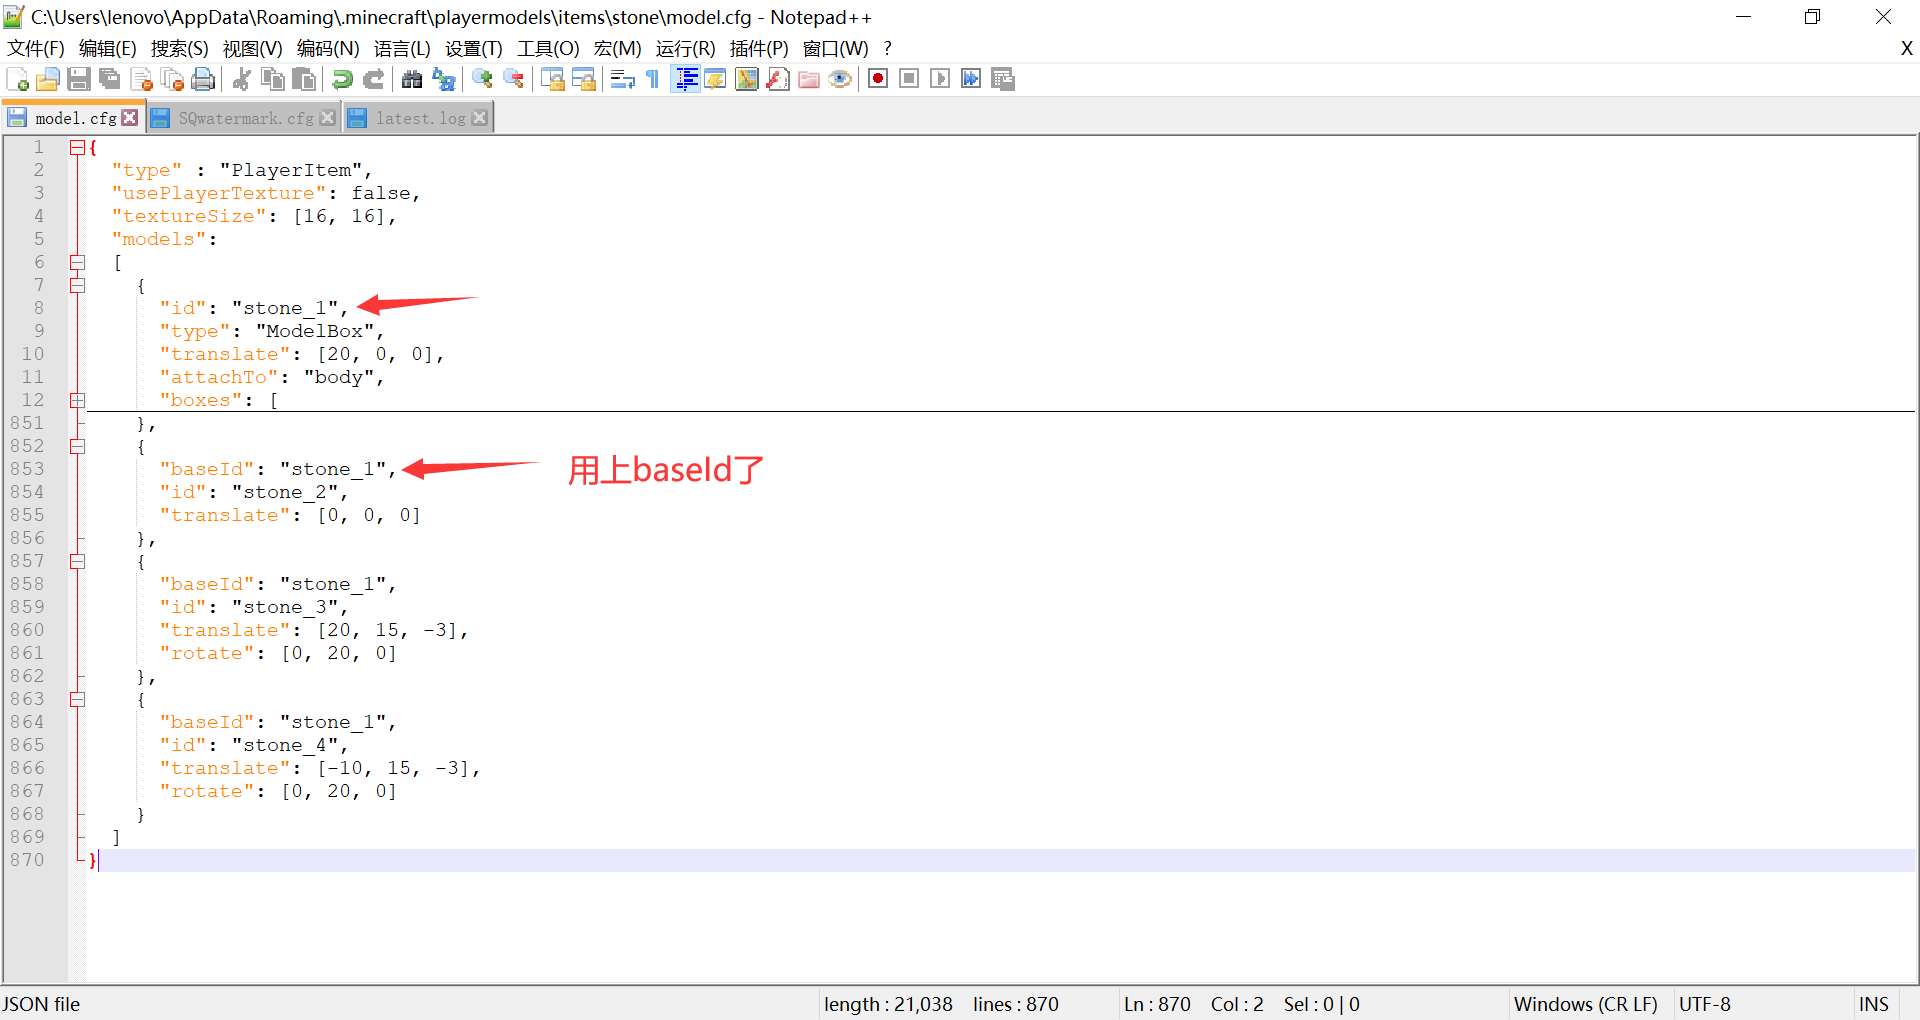 C:\Users\lenovo\AppData\Roaming\.minecraft\playermodels\items\stone\model.cfg - Notepad++
文件(F) 编辑(E) 搜索(S) 视图(V) 编码(N) 语言(L) 设置(T) 工具(O) 宏(M) 运行(R) 插件(P) 窗口(W) ? X
model.cfg SQwatermark.cfg latest.log
1 {
2 "type" : "PlayerItem",
3 "usePlayerTexture": false,
4 "textureSize": [16, 16],
5 "models":
6 [
7 {
8 "id": "stone_1",
9 "type": "ModelBox",
10 "translate": [20, 0, 0],
11 "attachTo": "body",
12 "boxes": [
851 },
852 {
853 "baseId": "stone_1", 用上baseId了
854 "id": "stone_2",
855 "translate": [0, 0, 0]
856 },
857 {
858 "baseId": "stone_1",
859 "id": "stone_3",
860 "translate": [20, 15, -3],
861 "rotate": [0, 20, 0]
862 },
863 {
864 "baseId": "stone_1",
865 "id": "stone_4",
866 "translate": [-10, 15, -3],
867 "rotate": [0, 20, 0]
868 }
869 ]
870 }
JSON file length : 21,038 lines : 870 Ln : 870 Col : 2 Sel : 0 | 0 Windows (CR LF) UTF-8 INS